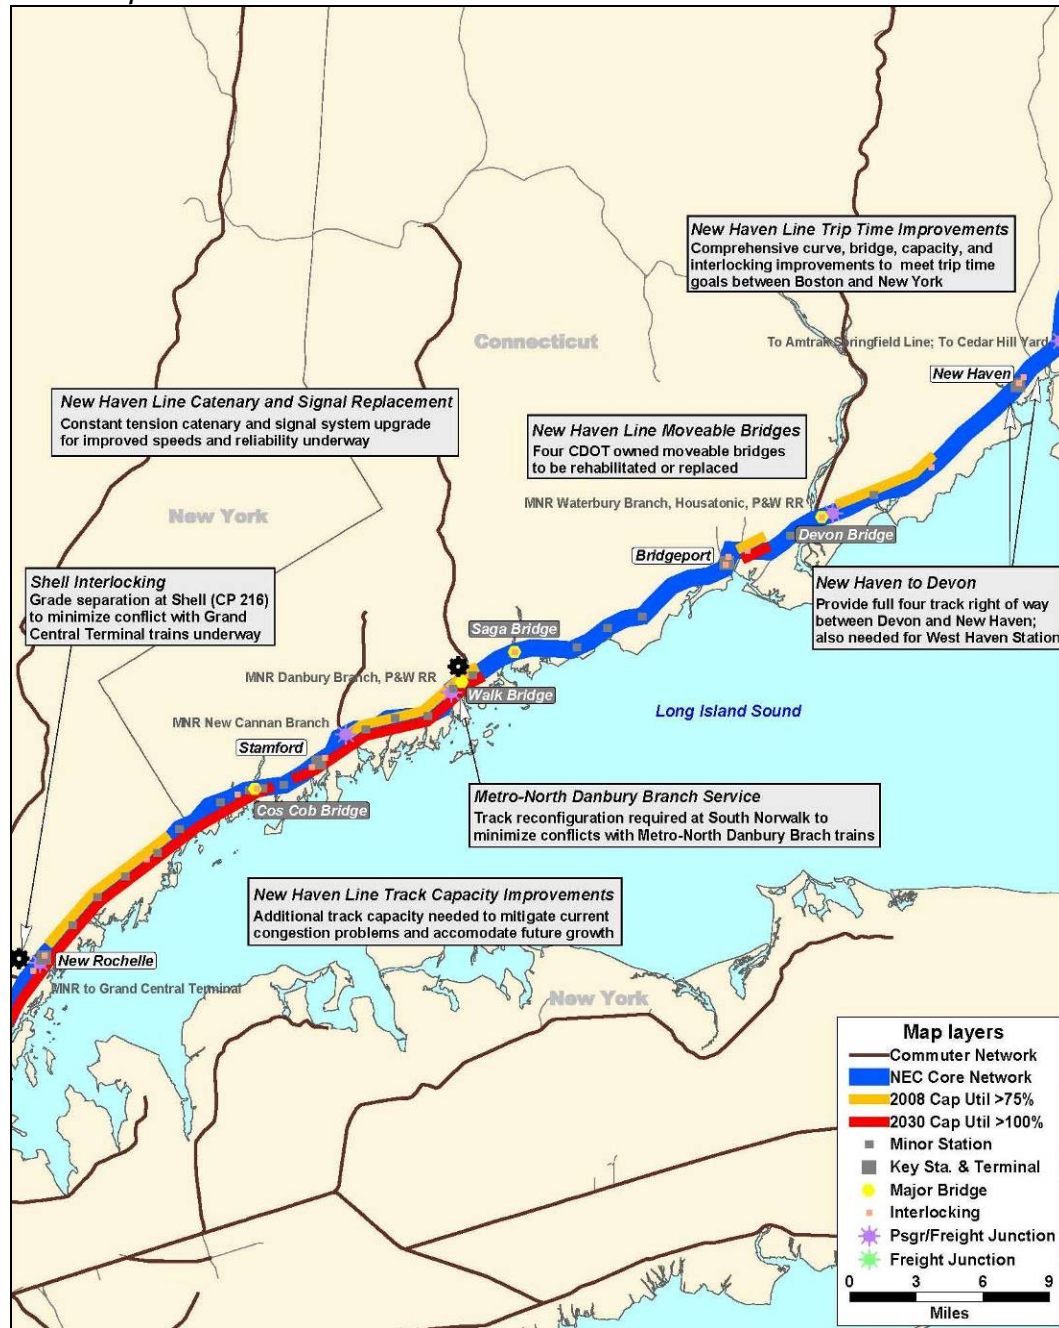 New Haven Line Trip Time Improvements
Comprehensive curve, bridge, capacity, and
interlocking improvements to meet trip time
goals between Boston and New York
Connecticut
To Amtrak Springfield Line; To Cedar Hill Yard
New Haven
New Haven Line Catenary and Signal Replacement
Constant tension catenary and signal system upgrade
for improved speeds and reliability underway
New Haven Line Moveable Bridges
Four CDOT owned moveable bridges
to be rehabilitated or replaced
MNR Waterbury Branch, Housatonic, P&W RR
New York
Devon Bridge
Bridgeport
Shell Interlocking
Grade separation at Shell (CP 216)
to minimize conflict with Grand
Central Terminal trains underway
New Haven to Devon
Provide full four track right of way
between Devon and New Haven;
also needed for West Haven Station
Saga Bridge
MNR Danbury Branch, P&W RR
Walk Bridge
Long Island Sound
MNR New Cannan Branch
Stamford
Cos Cob Bridge
Metro-North Danbury Branch Service
Track reconfiguration required at South Norwalk to
minimize conflicts with Metro-North Danbury Brach trains
New Haven Line Track Capacity Improvements
Additional track capacity needed to mitigate current
congestion problems and accomodate future growth
New Rochelle
MNR to Grand Central Terminal
New York
Map layers
Commuter Network
NEC Core Network
2008 Cap Util >75%
2030 Cap Util >100%
Minor Station
Key Sta. & Terminal
Major Bridge
Interlocking
Psgr/Freight Junction
Freight Junction
0 3 6 9
Miles